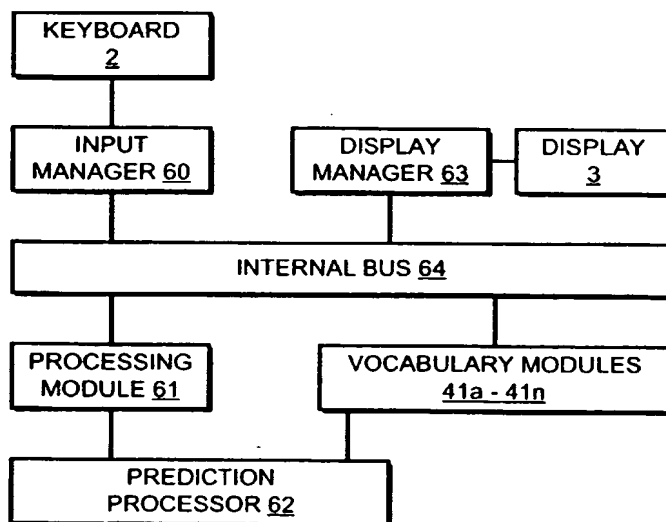 KEYBOARD
2
INPUT
MANAGER 60
DISPLAY
MANAGER 63
DISPLAY
3
INTERNAL BUS 64
PROCESSING
MODULE 61
VOCABULARY MODULES
41a - 41n
PREDICTION
PROCESSOR 62